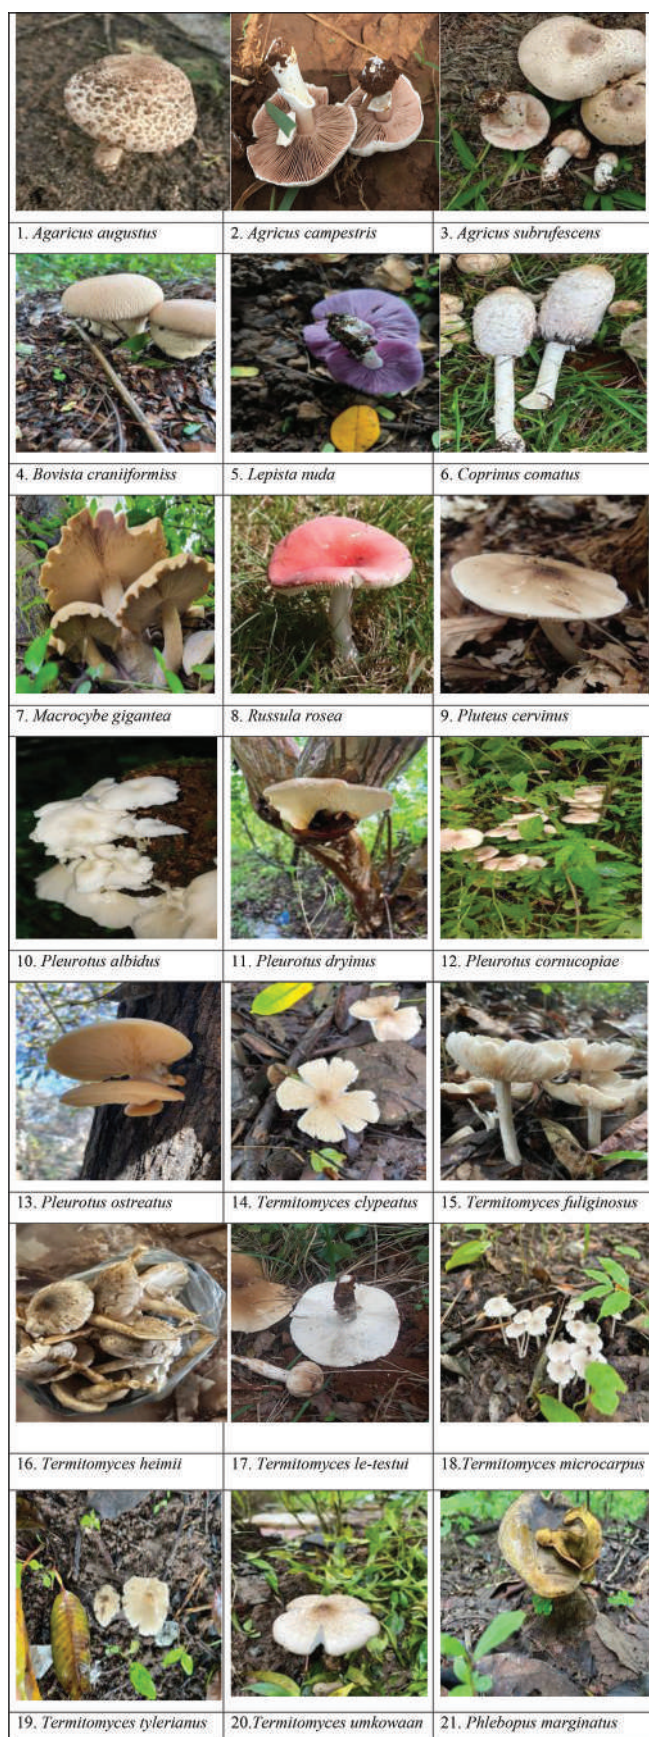 1. Agaricus augustus
2. Agricus campestris
3. Agricus subrufescens
4. Bovista craniiformiss
5. Lepista nuda
6. Coprinus comatus
7. Macrocybe gigantea
8. Russula rosea
9. Pluteus cervinus
10. Pleurotus albidus
11. Pleurotus dryinus
12. Pleurotus cornucopiae
13. Pleurotus ostreatus
14. Termitomyces clypeatus
15. Termitomyces fuliginosus
16. Termitomyces heimii
17. Termitomyces le-testui
18.Termitomyces microcarpus
19. Termitomyces tylerianus
20.Termitomyces umkowaan
21. Phlebopus marginatus